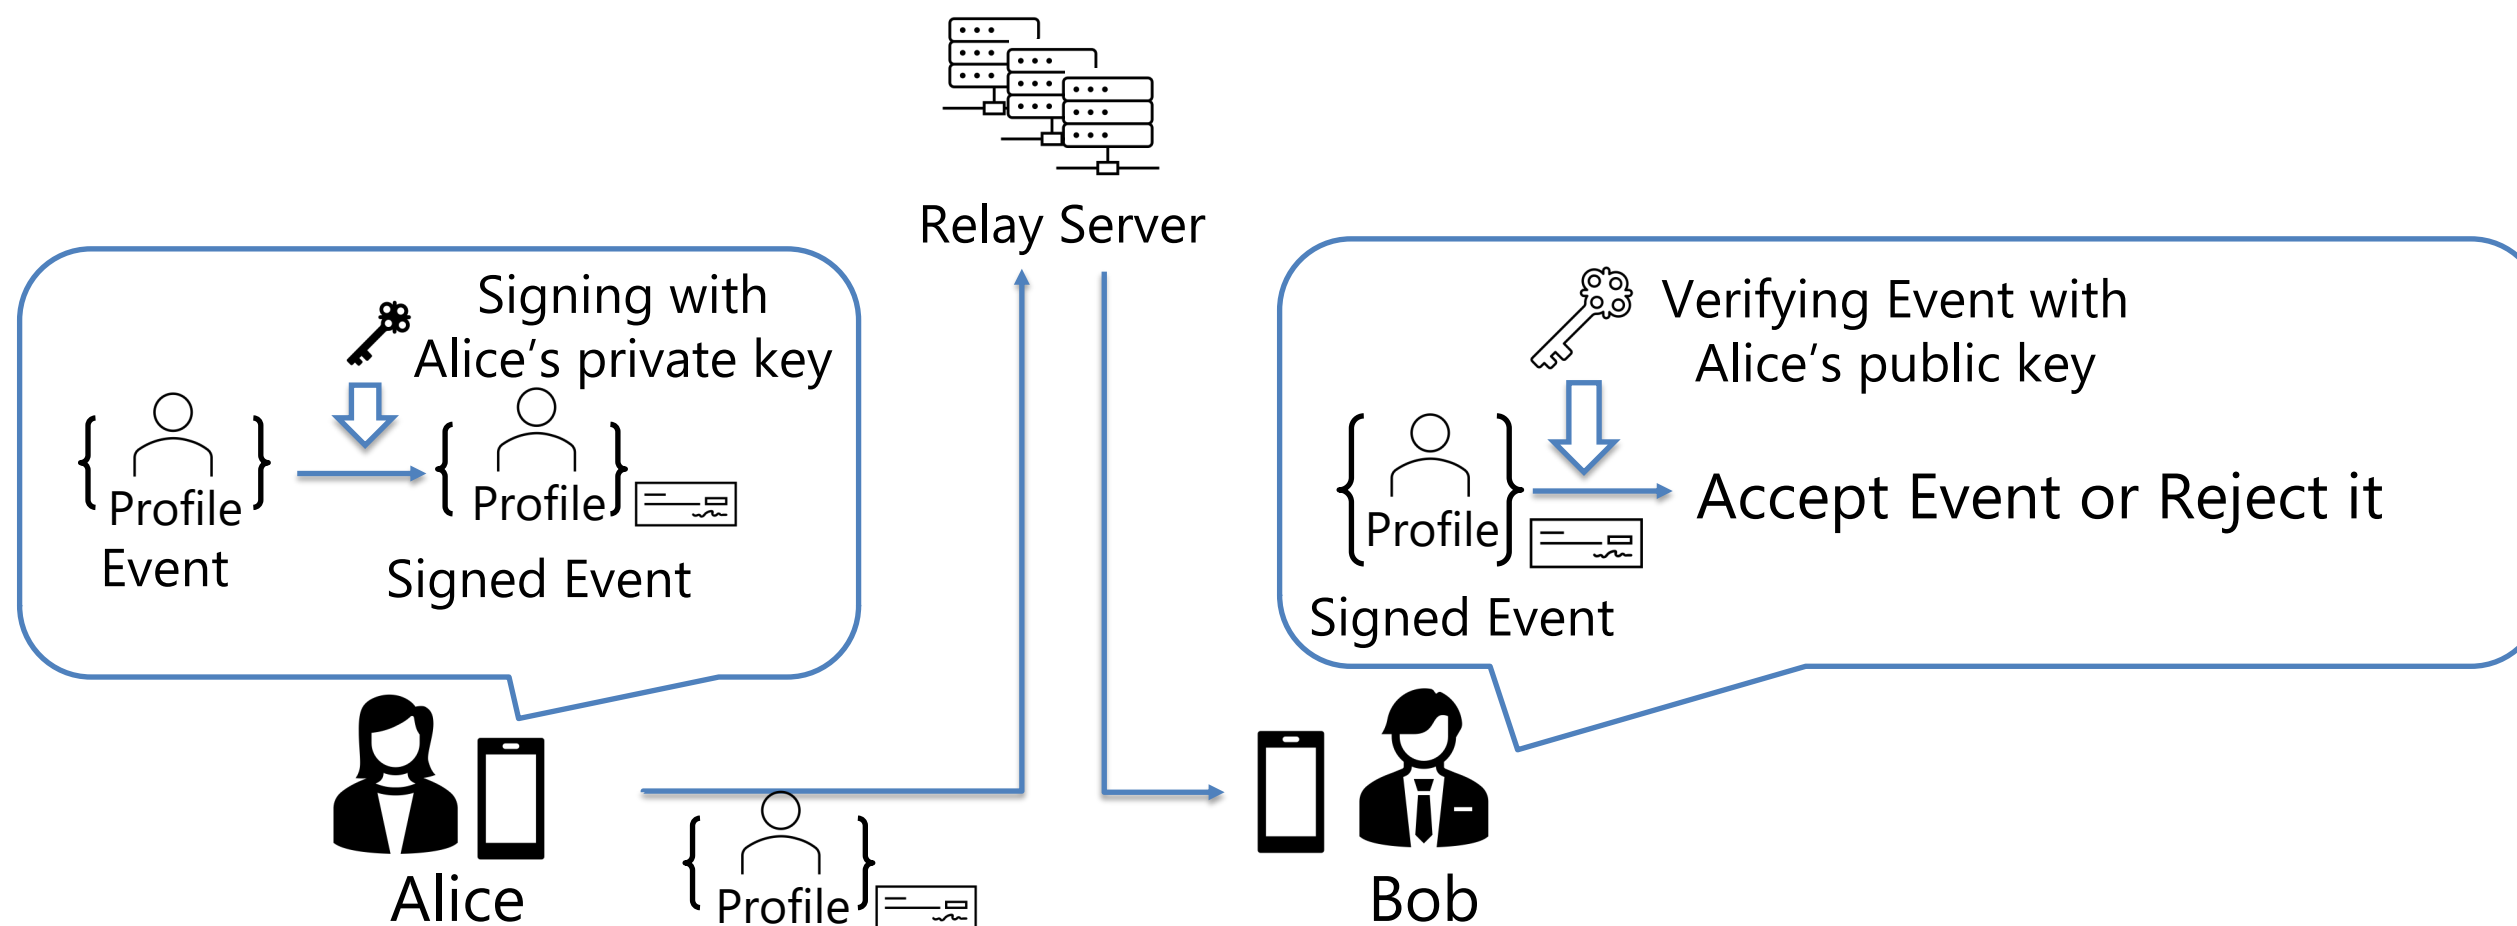 Relay Server
Signing with
Alice‘s private key
Profile
Event
Profile
Signed Event
Verifying Event with
Alice‘s public key
Profile
Accept Event or Reject it
Signed Event
Alice
Profile
Bob